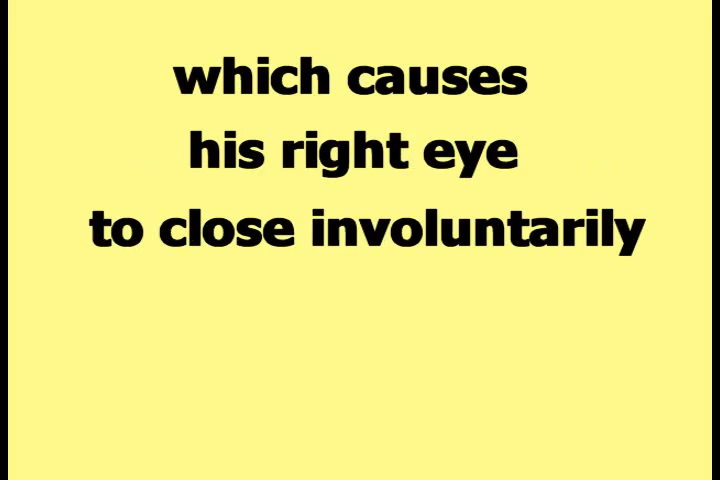 which causes
his right eye
to close involuntarily